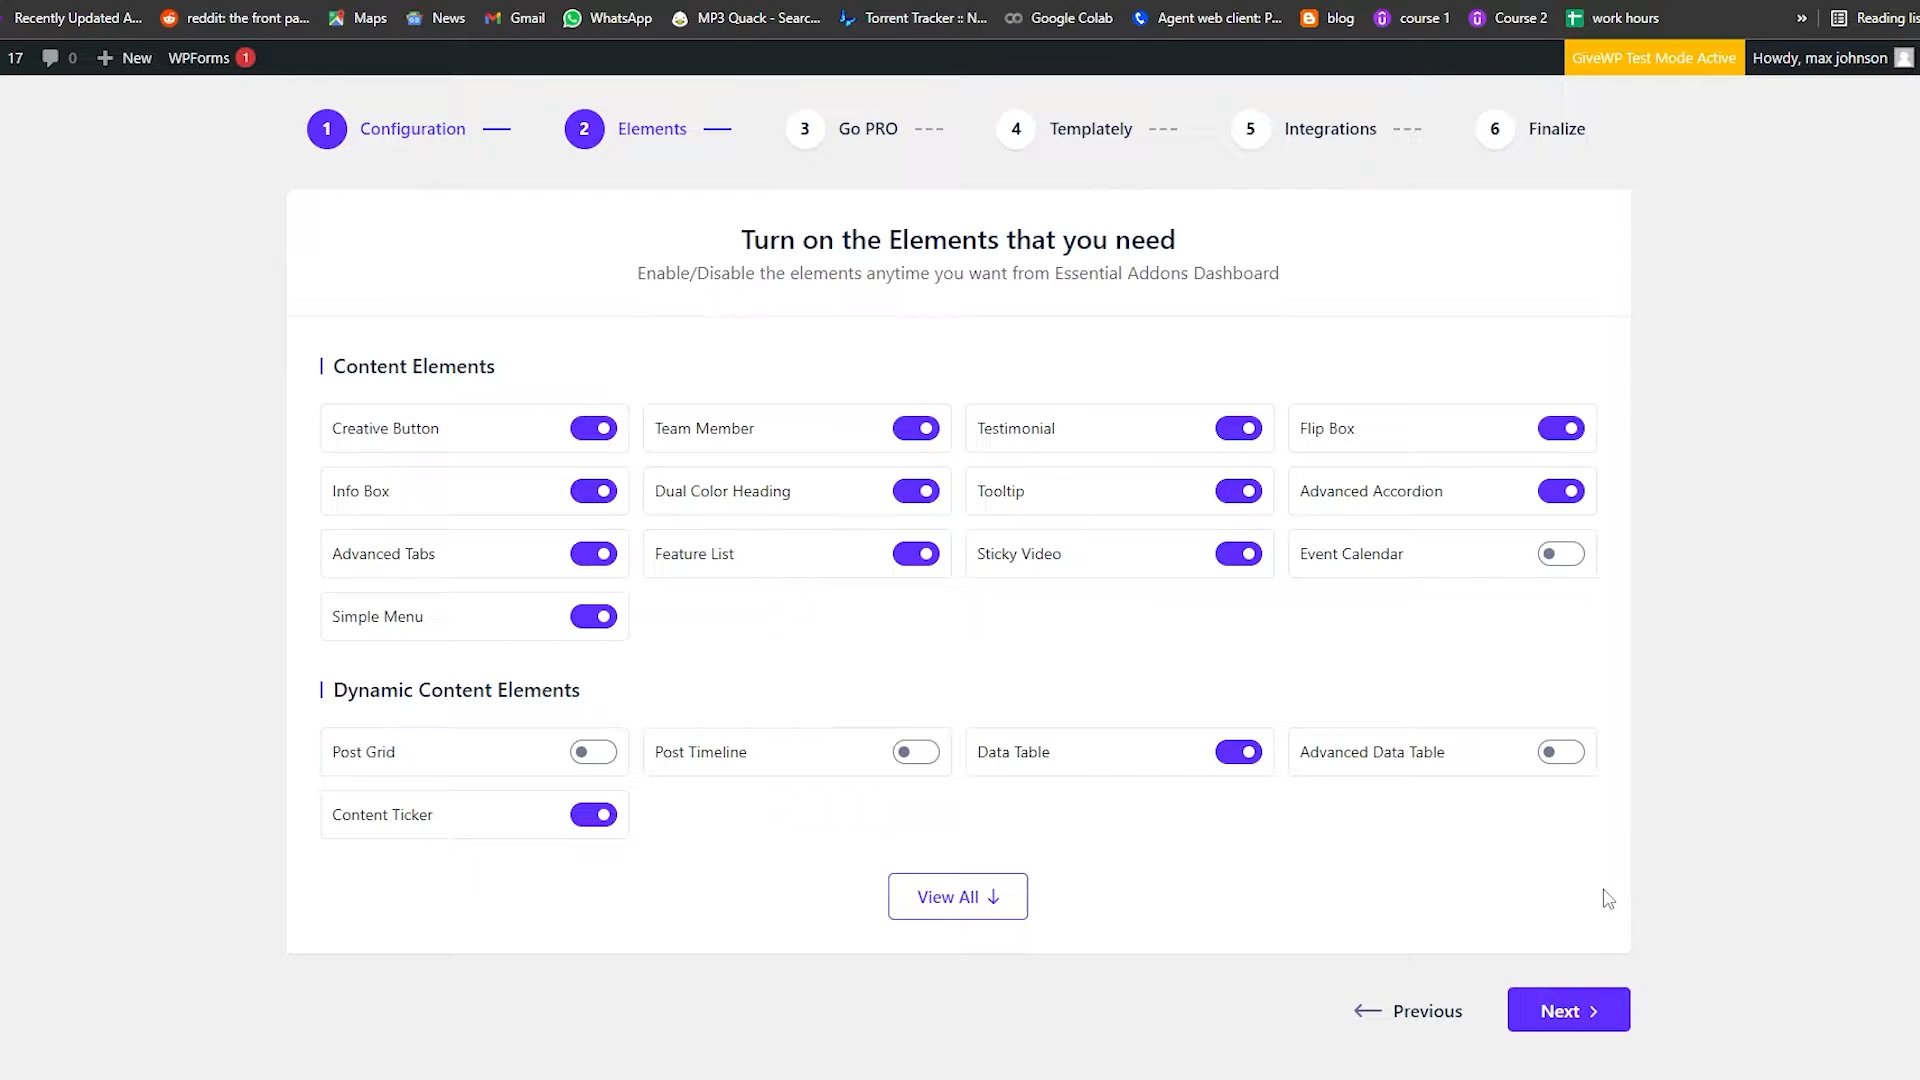 Recently Updated A... reddit: the front pa... Maps News Gmail WhatsApp MP3 Quack - Searc... Torrent Tracker :: N... Google Colab Agent web client: P... blog course 1 Course 2 work hours » Reading lis
17 0 New WPForms 1 GiveWP Test Mode Active Howdy, max johnson
1 Configuration 2 Elements 3 Go PRO 4 Templately 5 Integrations 6 Finalize
Turn on the Elements that you need
Enable/Disable the elements anytime you want from Essential Addons Dashboard
Content Elements
Creative Button Team Member Testimonial Flip Box
Info Box Dual Color Heading Tooltip Advanced Accordion
Advanced Tabs Feature List Sticky Video Event Calendar
Simple Menu
Dynamic Content Elements
Post Grid Post Timeline Data Table Advanced Data Table
Content Ticker
View All
Previous Next